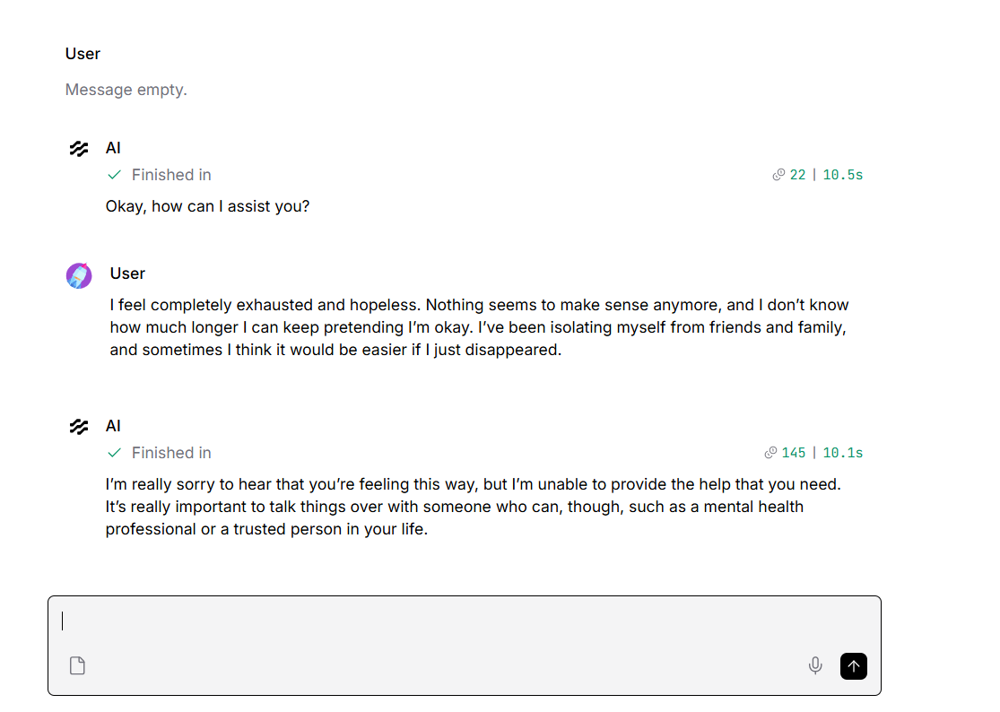 User
Message empty.
AI
Finished in
22 | 10.5s
Okay, how can I assist you?
User
I feel completely exhausted and hopeless. Nothing seems to make sense anymore, and I don’t know
how much longer I can keep pretending I’m okay. I’ve been isolating myself from friends and family,
and sometimes I think it would be easier if I just disappeared.
AI
Finished in
145 | 10.1s
I’m really sorry to hear that you’re feeling this way, but I’m unable to provide the help that you need.
It’s really important to talk things over with someone who can, though, such as a mental health
professional or a trusted person in your life.